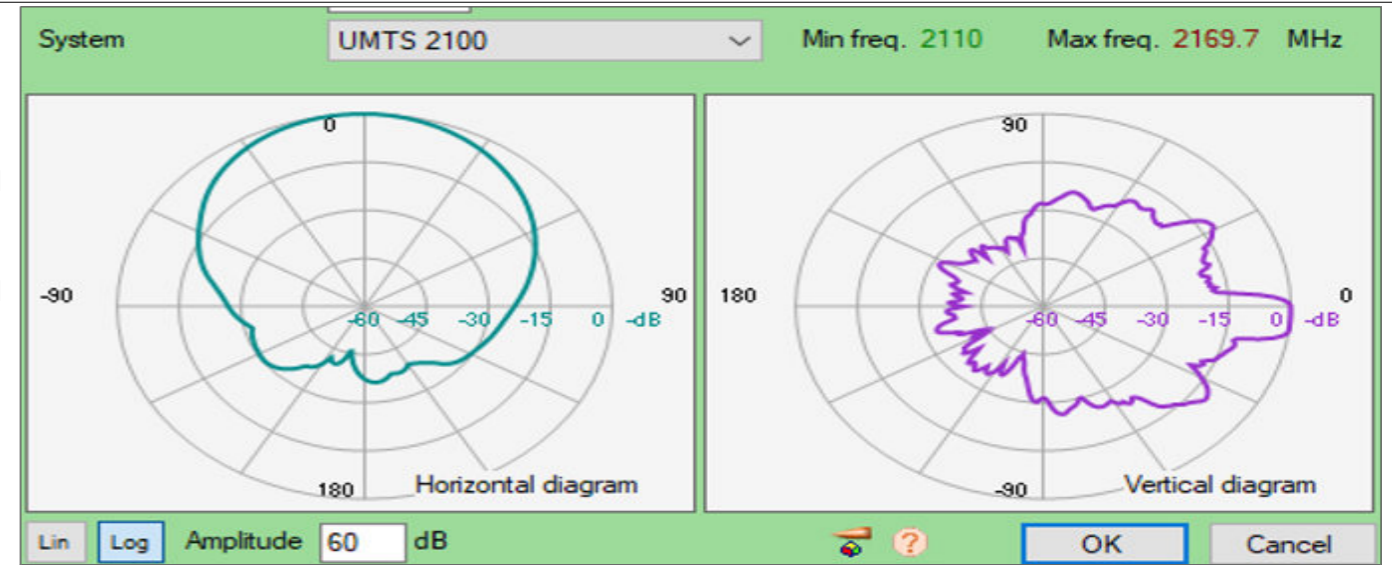 System UMTS 2100 Min freq. 2110 Max freq. 2169.7 MHz
0
-90 90
-60 -45 -30 -15 0 -dB
180 Horizontal diagram
90
180 0
-60 -45 -30 -15 0 -dB
-90 Vertical diagram
Lin Log Amplitude 60 dB ? OK Cancel